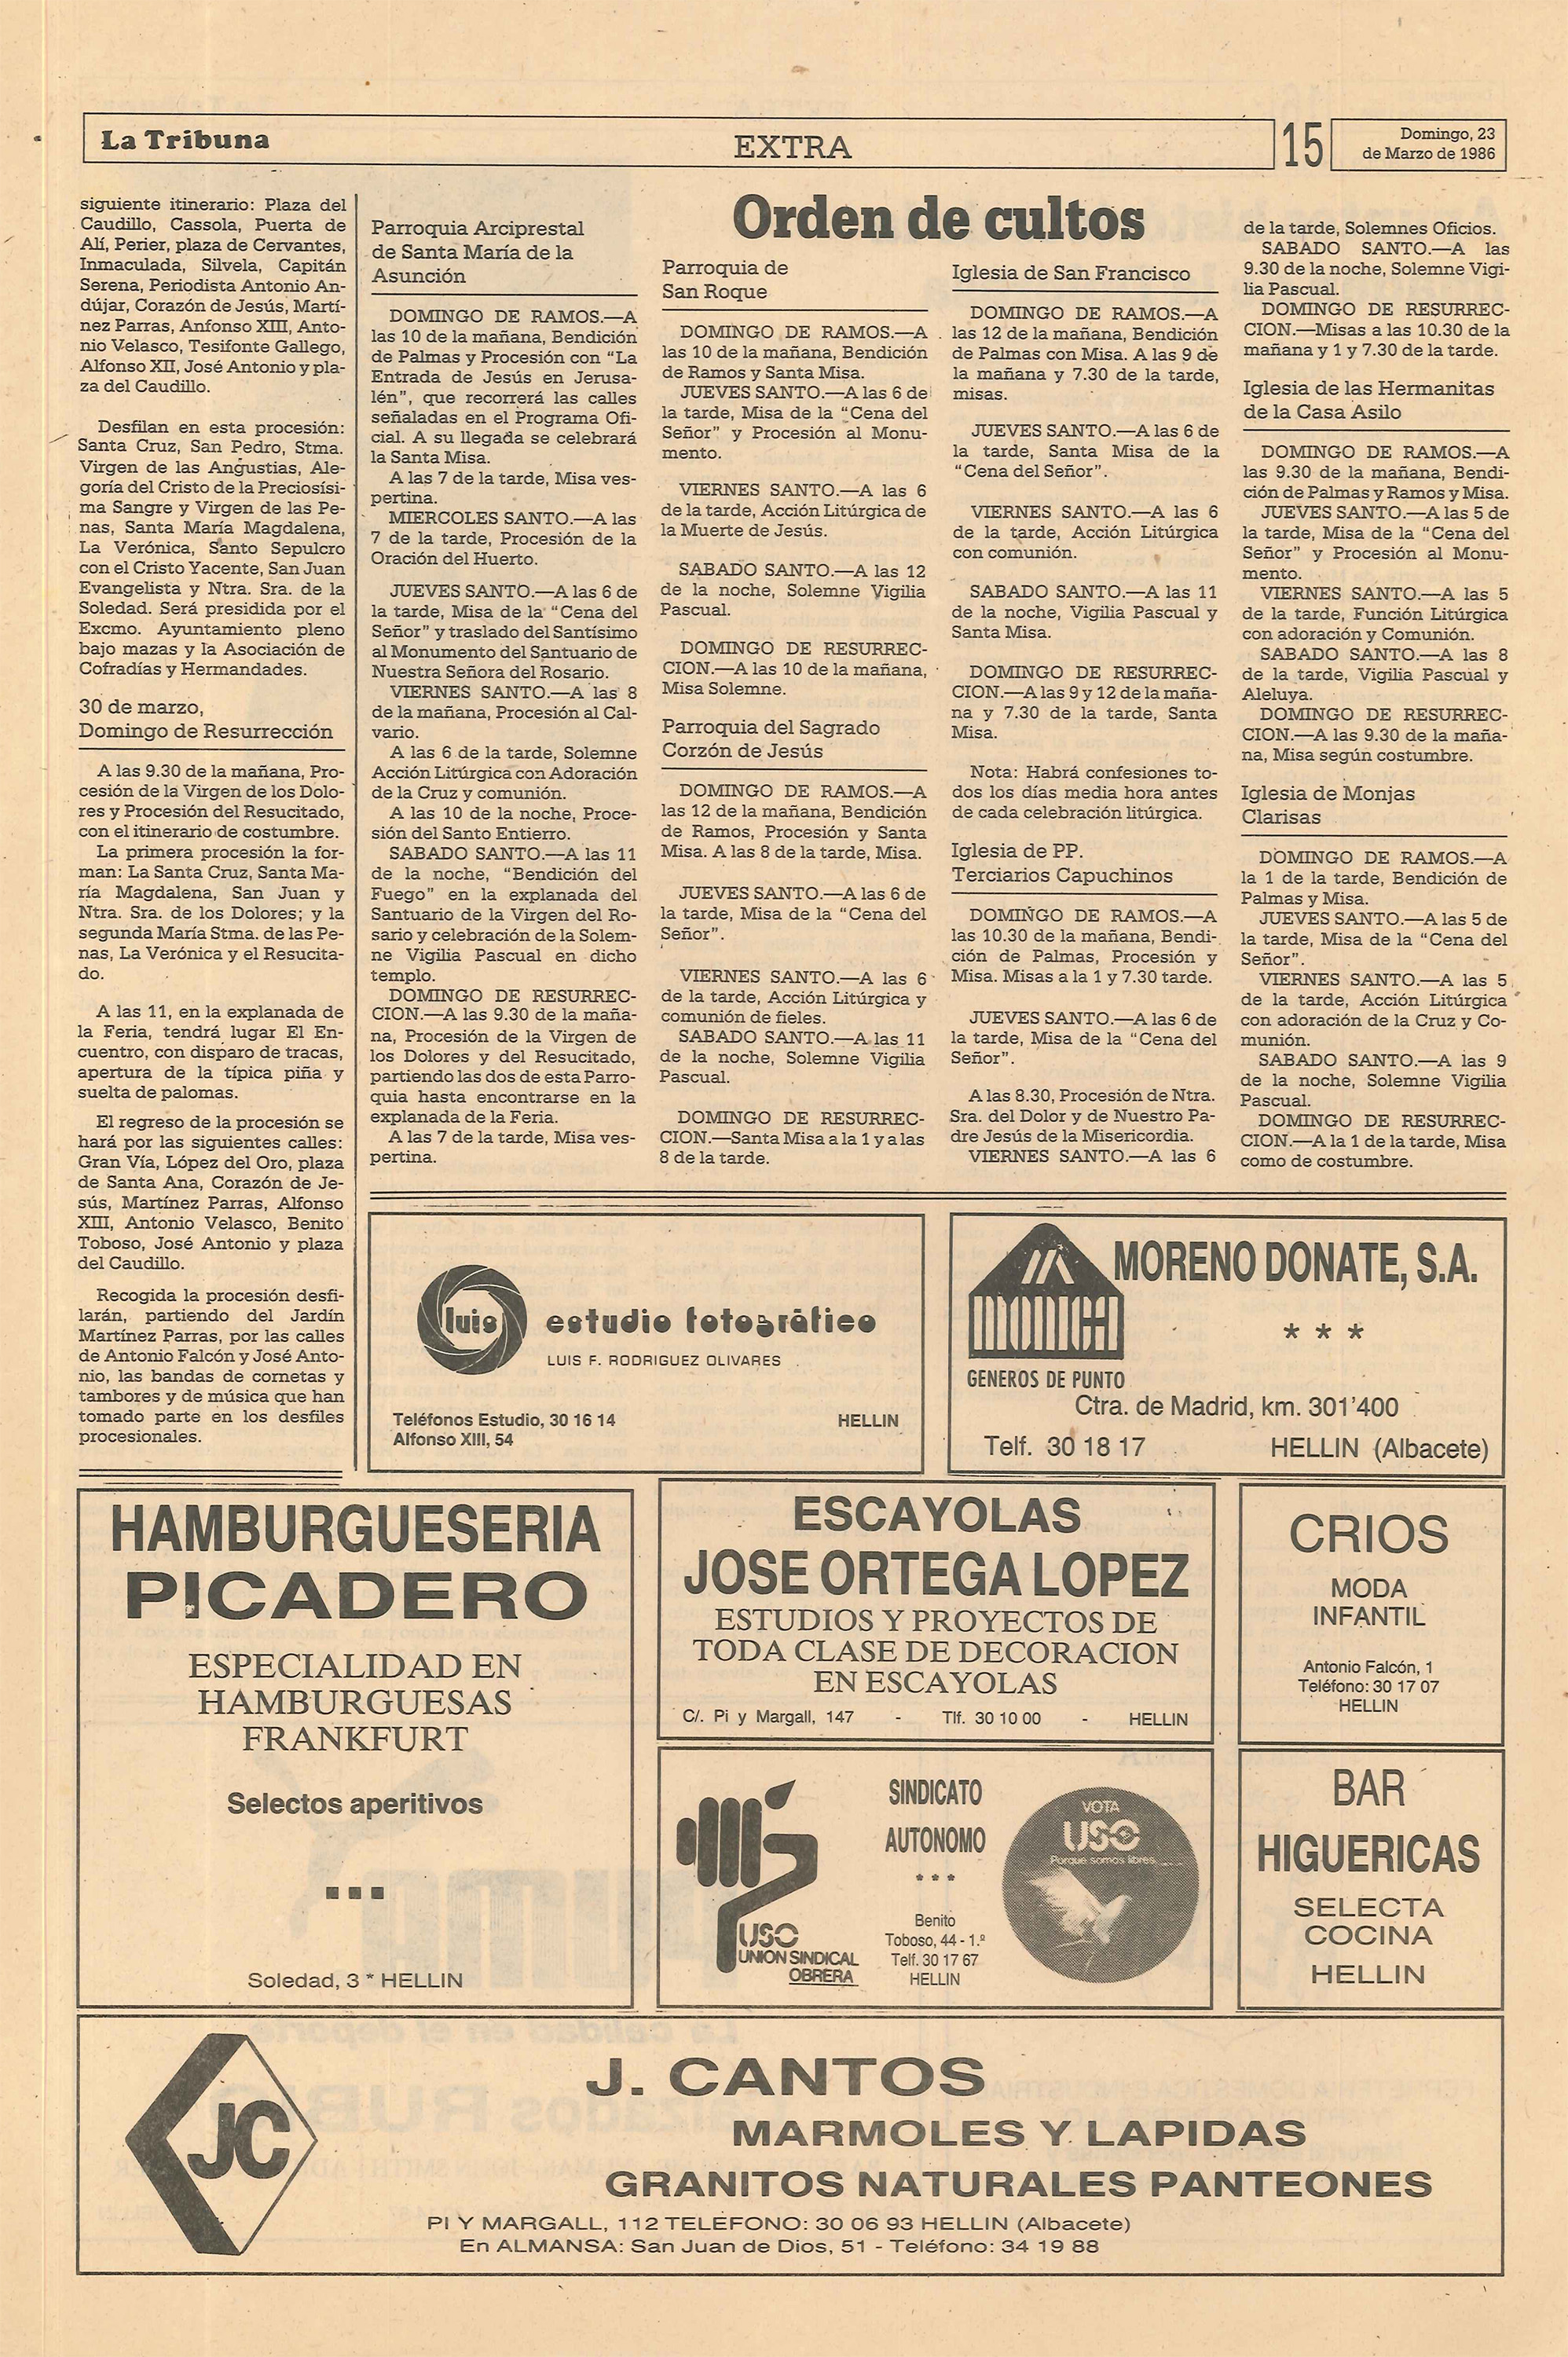 La Tribuna
EXTRA
15
Domingo, 23
de Marzo de 1986
siguiente itinerario: Plaza del
Caudillo, Cassola, Puerta de
Alí, Perier, plaza de Cervantes,
Inmaculada, Silvela, Capitán
Serena, Periodista Antonio An-
dújar, Corazón de Jesús, Martí-
nez Parras, Anfonso XIII, Anto-
nio Velasco, Tesifonte Gallego,
Alfonso XII, José Antonio y pla-
za del Caudillo.
Desfilan en esta procesión:
Santa Cruz, San Pedro, Stma.
Virgen de las Angustias, Ale-
goría del Cristo de la Preciosísi-
ma Sangre y Virgen de las Pe-
nas, Santa María Magdalena,
La Verónica, Santo Sepulcro
con el Cristo Yacente, San Juan
Evangelista y Ntra. Sra. de la
Soledad. Será presidida por el
Excmo. Ayuntamiento pleno
bajo mazas y la Asociación de
Cofradías y Hermandades.
30 de marzo,
Domingo de Resurrección
A las 9.30 de la mañana, Pro-
cesión de la Virgen de los Dolo-
res y Procesión del Resucitado,
con el itinerario de costumbre.
La primera procesión la for-
man: La Santa Cruz, Santa Ma-
ría Magdalena, San Juan y
Ntra. Sra. de los Dolores; y la
segunda María Stma. de las Pe-
nas, La Verónica y el Resucita-
do.
A las 11, en la explanada de
la Feria, tendrá lugar El En-
cuentro, con disparo de tracas,
apertura de la típica piña y
suelta de palomas.
El regreso de la procesión se
hará por las siguientes calles:
Gran Vía, López del Oro, plaza
de Santa Ana, Corazón de Je-
sús, Martínez Parras, Alfonso
XIII, Antonio Velasco, Benito
Toboso, José Antonio y plaza
del Caudillo.
Recogida la procesión desfi-
larán, partiendo del Jardín
Martínez Parras, por las calles
de Antonio Falcón y José Anto-
nio, las bandas de cornetas y
tambores y de música que han
tomado parte en los desfiles
procesionales.
Orden de cultos
Parroquia Arciprestal
de Santa María de la
Asunción
DOMINGO DE RAMOS.—A
las 10 de la mañana, Bendición
de Palmas y Procesión con “La
Entrada de Jesús en Jerusa-
lén”, que recorrerá las calles
señaladas en el Programa Ofi-
cial. A su llegada se celebrará
la Santa Misa.
A las 7 de la tarde, Misa ves-
pertina.
MIERCOLES SANTO.—A las
7 de la tarde, Procesión de la
Oración del Huerto.
JUEVES SANTO.—A las 6 de
la tarde, Misa de la “Cena del
Señor” y traslado del Santísimo
al Monumento del Santuario de
Nuestra Señora del Rosario.
VIERNES SANTO.—A las 8
de la mañana, Procesión al Cal-
vario.
A las 6 de la tarde, Solemne
Acción Litúrgica con Adoración
de la Cruz y comunión.
A las 10 de la noche, Proce-
sión del Santo Entierro.
SABADO SANTO.—A las 11
de la noche, “Bendición del
Fuego” en la explanada del
Santuario de la Virgen del Ro-
sario y celebración de la Solem-
ne Vigilia Pascual en dicho
templo.
DOMINGO DE RESURREC-
CION.—A las 9.30 de la maña-
na, Procesión de la Virgen de
los Dolores y del Resucitado,
partiendo las dos de esta Parro-
quia hasta encontrarse en la
explanada de la Feria.
A las 7 de la tarde, Misa ves-
pertina.
Parroquia de
San Roque
DOMINGO DE RAMOS.—A
las 10 de la mañana, Bendición
de Ramos y Santa Misa.
JUEVES SANTO.—A las 6 de
la tarde, Misa de la “Cena del
Señor” y Procesión al Monu-
mento.
VIERNES SANTO.—A las 6
de la tarde, Acción Litúrgica de
la Muerte de Jesús.
SABADO SANTO.—A las 12
de la noche, Solemne Vigilia
Pascual.
DOMINGO DE RESURREC-
CION.—A las 10 de la mañana,
Misa Solemne.
Parroquia del Sagrado
Corzón de Jesús
DOMINGO DE RAMOS.—A
las 12 de la mañana, Bendición
de Ramos, Procesión y Santa
Misa. A las 8 de la tarde, Misa.
JUEVES SANTO.—A las 6 de
la tarde, Misa de la “Cena del
Señor”.
VIERNES SANTO.—A las 6
de la tarde, Acción Litúrgica y
comunión de fieles.
SABADO SANTO.—A las 11
de la noche, Solemne Vigilia
Pascual.
DOMINGO DE RESURREC-
CION.—Santa Misa a la 1 y a las
8 de la tarde.
Iglesia de San Francisco
DOMINGO DE RAMOS.—A
las 12 de la mañana, Bendición
de Palmas con Misa. A las 9 de
la mañana y 7.30 de la tarde,
misas.
JUEVES SANTO.—A las 6 de
la tarde, Santa Misa de la
“Cena del Señor”.
VIERNES SANTO.—A las 6
de la tarde, Acción Litúrgica
con comunión.
SABADO SANTO.—A las 11
de la noche, Vigilia Pascual y
Santa Misa.
DOMINGO DE RESURREC-
CION.—A las 9 y 12 de la maña-
na y 7.30 de la tarde, Santa
Misa.
Nota: Habrá confesiones to-
dos los días media hora antes
de cada celebración litúrgica.
Iglesia de PP.
Terciarios Capuchinos
DOMINGO DE RAMOS.—A
las 10.30 de la mañana, Bendi-
ción de Palmas, Procesión y
Misa. Misas a la 1 y 7.30 tarde.
JUEVES SANTO.—A las 6 de
la tarde, Misa de la “Cena del
Señor”.
A las 8.30, Procesión de Ntra.
Sra. del Dolor y de Nuestro Pa-
dre Jesús de la Misericordia.
VIERNES SANTO.—A las 6
de la tarde, Solemnes Oficios.
SABADO SANTO.—A las
9.30 de la noche, Solemne Vigi-
lia Pascual.
DOMINGO DE RESURREC-
CION.—Misas a las 10.30 de la
mañana y 1 y 7.30 de la tarde.
Iglesia de las Hermanitas
de la Casa Asilo
DOMINGO DE RAMOS.—A
las 9.30 de la mañana, Bendi-
ción de Palmas y Ramos y Misa.
JUEVES SANTO.—A las 5 de
la tarde, Misa de la “Cena del
Señor” y Procesión al Monu-
mento.
VIERNES SANTO.—A las 5
de la tarde, Función Litúrgica
con adoración y Comunión.
SABADO SANTO.—A las 8
de la tarde, Vigilia Pascual y
Aleluya.
DOMINGO DE RESURREC-
CION.—A las 9.30 de la maña-
na, Misa según costumbre.
Iglesia de Monjas
Clarisas
DOMINGO DE RAMOS.—A
la 1 de la tarde, Bendición de
Palmas y Misa.
JUEVES SANTO.—A las 5 de
la tarde, Misa de la “Cena del
Señor”.
VIERNES SANTO.—A las 5
de la tarde, Acción Litúrgica
con adoración de la Cruz y Co-
munión.
SABADO SANTO.—A las 9
de la noche, Solemne Vigilia
Pascual.
DOMINGO DE RESURREC-
CION.—A la 1 de la tarde, Misa
como de costumbre.
luis estudio fotográfico
LUIS F. RODRIGUEZ OLIVARES
Teléfonos Estudio, 30 16 14 HELLIN
Alfonso XIII, 54
MORENO DONATE, S.A.
* * *
GENEROS DE PUNTO
Ctra. de Madrid, km. 301'400
Telf. 30 18 17 HELLIN (Albacete)
HAMBURGUESERIA
PICADERO
ESPECIALIDAD EN
HAMBURGUESAS
FRANKFURT
Selectos aperitivos
Soledad, 3 * HELLIN
ESCAYOLAS
JOSE ORTEGA LOPEZ
ESTUDIOS Y PROYECTOS DE
TODA CLASE DE DECORACION
EN ESCAYOLAS
C/. Pi y Margall, 147 - Tlf. 30 10 00 - HELLIN
CRIOS
MODA
INFANTIL
Antonio Falcón, 1
Teléfono: 30 17 07
HELLIN
USO
UNION SINDICAL
OBRERA
SINDICATO
AUTONOMO
* * *
Benito
Toboso, 44 - 1.º
Telf. 30 17 67
HELLIN
VOTA
USO
Porque somos libres...
BAR
HIGUERICAS
SELECTA
COCINA
HELLIN
JC
J. CANTOS
MARMOLES Y LAPIDAS
GRANITOS NATURALES PANTEONES
PI Y MARGALL, 112 TELEFONO: 30 06 93 HELLIN (Albacete)
En ALMANSA: San Juan de Dios, 51 - Teléfono: 34 19 88